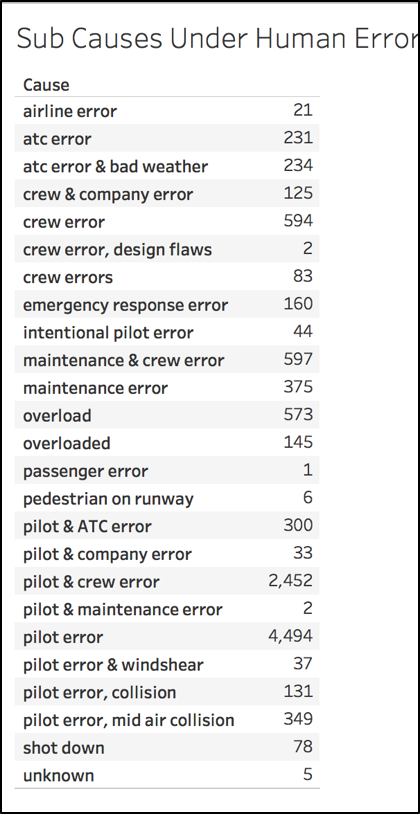 Sub Causes Under Human Error
Cause
airline error 21
atc error 231
atc error & bad weather 234
crew & company error 125
crew error 594
crew error, design flaws 2
crew errors 83
emergency response error 160
intentional pilot error 44
maintenance & crew error 597
maintenance error 375
overload 573
overloaded 145
passenger error 1
pedestrian on runway 6
pilot & ATC error 300
pilot & company error 33
pilot & crew error 2,452
pilot & maintenance error 2
pilot error 4,494
pilot error & windshear 37
pilot error, collision 131
pilot error, mid air collision 349
shot down 78
unknown 5